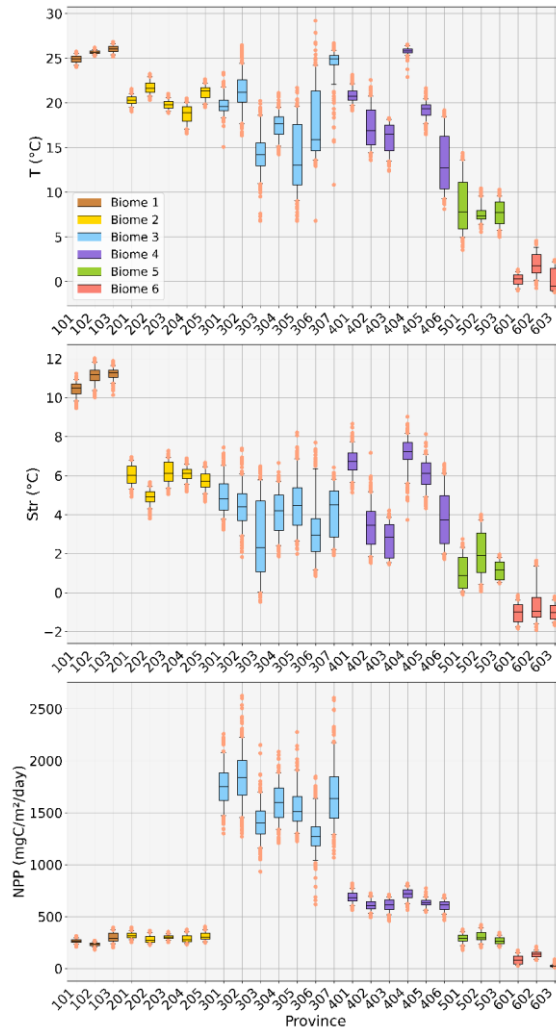 30
25
20
15
10
5
0
T (°C)
Biome 1
Biome 2
Biome 3
Biome 4
Biome 5
Biome 6
101 102 103 201 202 203 204 205 301 302 303 304 305 306 307 401 402 403 404 405 406 501 502 503 601 602 603
12
10
8
6
4
2
0
−2
Str (°C)
101 102 103 201 202 203 204 205 301 302 303 304 305 306 307 401 402 403 404 405 406 501 502 503 601 602 603
2500
2000
1500
1000
500
0
NPP (mgC/m²/day)
101 102 103 201 202 203 204 205 301 302 303 304 305 306 307 401 402 403 404 405 406 501 502 503 601 602 603
Province